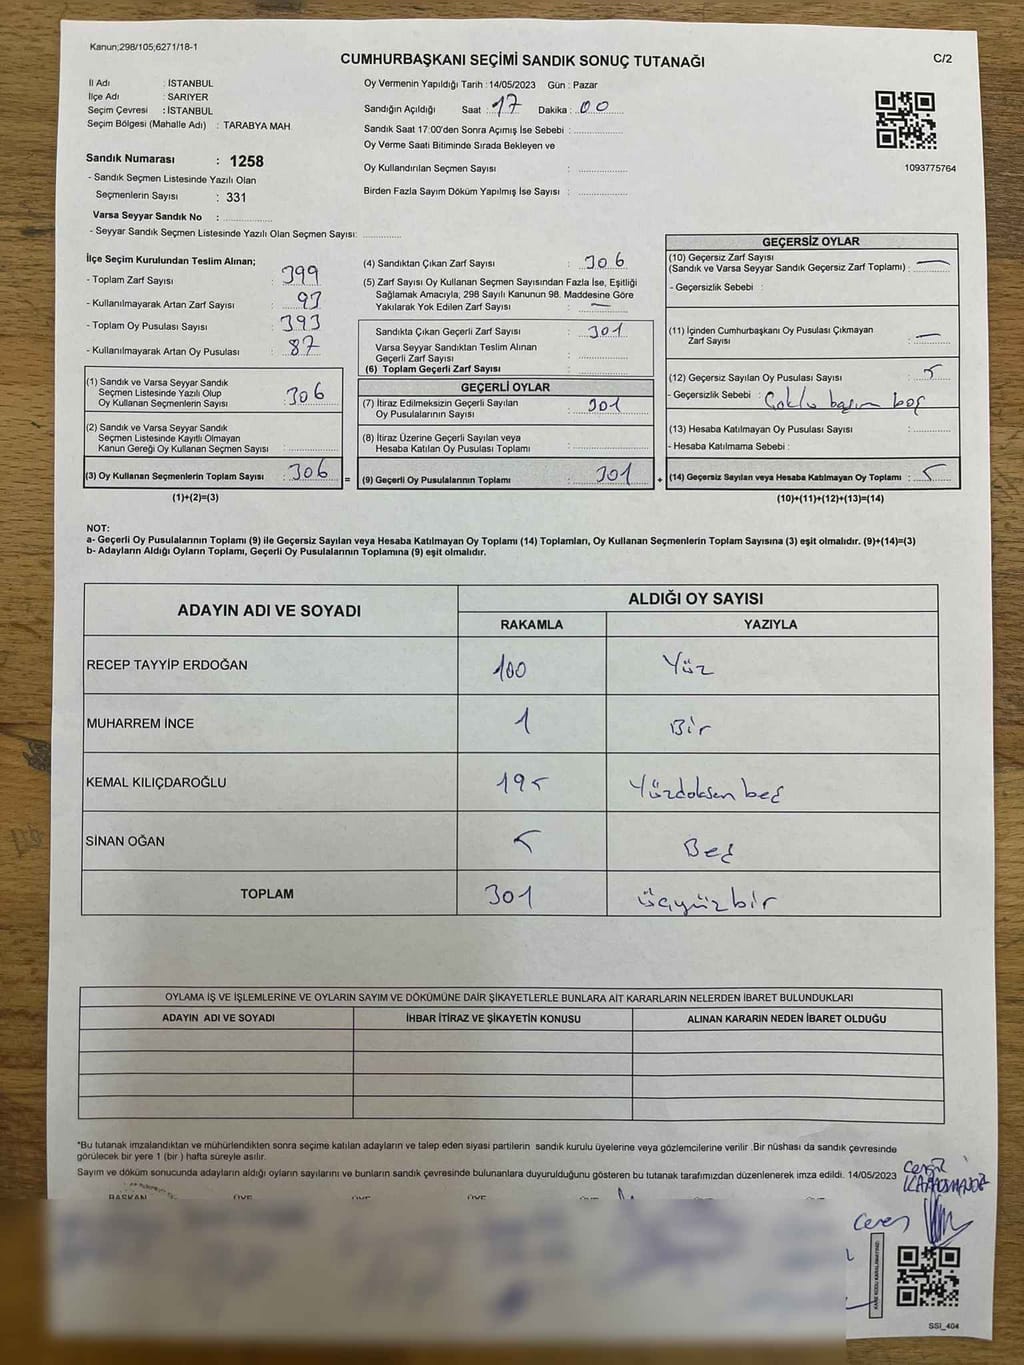 Kanun;298/105;6271/18-1
CUMHURBAŞKANI SEÇİMİ SANDIK SONUÇ TUTANAĞI
C/2
İl Adı : İSTANBUL
İlçe Adı : SARIYER
Seçim Çevresi : İSTANBUL
Seçim Bölgesi (Mahalle Adı) : TARABYA MAH.
Sandık Numarası : 1258
- Sandık Seçmen Listesinde Yazılı Olan
Seçmenlerin Sayısı : 331
Varsa Seyyar Sandık No :
- Seyyar Sandık Seçmen Listesinde Yazılı Olan Seçmen Sayısı:
Oy Vermenin Yapıldığı Tarih : 14/05/2023 Gün : Pazar
Sandığın Açıldığı Saat : 17 Dakika : 00
Sandık Saat 17:00'den Sonra Açımış İse Sebebi :
Oy Verme Saati Bitiminde Sırada Bekleyen ve
Oy Kullandırılan Seçmen Sayısı :
Birden Fazla Sayım Döküm Yapılmış İse Sayısı :
1093775764
İlçe Seçim Kurulundan Teslim Alınan;
- Toplam Zarf Sayısı : 399
- Kullanılmayarak Artan Zarf Sayısı : 93
- Toplam Oy Pusulası Sayısı : 393
- Kullanılmayarak Artan Oy Pusulası : 87
(1) Sandık ve Varsa Seyyar Sandık
Seçmen Listesinde Yazılı Olup
Oy Kullanan Seçmenlerin Sayısı : 306
(2) Sandık ve Varsa Seyyar Sandık
Seçmen Listesinde Kayıtlı Olmayan
Kanun Gereği Oy Kullanan Seçmen Sayısı :
(3) Oy Kullanan Seçmenlerin Toplam Sayısı : 306
(1)+(2)=(3)
(4) Sandıktan Çıkan Zarf Sayısı : 306
(5) Zarf Sayısı Oy Kullanan Seçmen Sayısından Fazla İse, Eşitliği
Sağlamak Amacıyla, 298 Sayılı Kanunun 98. Maddesine Göre
Yakılarak Yok Edilen Zarf Sayısı : —
Sandıkta Çıkan Geçerli Zarf Sayısı : 301
Varsa Seyyar Sandıktan Teslim Alınan
Geçerli Zarf Sayısı :
(6) Toplam Geçerli Zarf Sayısı :
GEÇERLİ OYLAR
(7) İtiraz Edilmeksizin Geçerli Sayılan
Oy Pusulalarının Sayısı : 301
(8) İtiraz Üzerine Geçerli Sayılan veya
Hesaba Katılan Oy Pusulası Toplamı :
= (9) Geçerli Oy Pusulalarının Toplamı : 301
GEÇERSİZ OYLAR
(10) Geçersiz Zarf Sayısı
(Sandık ve Varsa Seyyar Sandık Geçersiz Zarf Toplamı) : —
- Geçersizlik Sebebi :
(11) İçinden Cumhurbaşkanı Oy Pusulası Çıkmayan
Zarf Sayısı : —
(12) Geçersiz Sayılan Oy Pusulası Sayısı : 5
- Geçersizlik Sebebi : Çoklu basım boş
(13) Hesaba Katılmayan Oy Pusulası Sayısı :
- Hesaba Katılmama Sebebi :
+ (14) Geçersiz Sayılan veya Hesaba Katılmayan Oy Toplamı : 5
(10)+(11)+(12)+(13)=(14)
NOT:
a- Geçerli Oy Pusulalarının Toplamı (9) ile Geçersiz Sayılan veya Hesaba Katılmayan Oy Toplamı (14) Toplamları, Oy Kullanan Seçmenlerin Toplam Sayısına (3) eşit olmalıdır. (9)+(14)=(3)
b- Adayların Aldığı Oyların Toplamı, Geçerli Oy Pusulalarının Toplamına (9) eşit olmalıdır.
ADAYIN ADI VE SOYADI
ALDIĞI OY SAYISI
RAKAMLA YAZIYLA
RECEP TAYYİP ERDOĞAN 100 Yüz
MUHARREM İNCE 1 Bir
KEMAL KILIÇDAROĞLU 195 Yüzdoksan beş
SİNAN OĞAN 5 Beş
TOPLAM 301 üçyüz bir
OYLAMA İŞ VE İŞLEMLERİNE VE OYLARIN SAYIM VE DÖKÜMÜNE DAİR ŞİKAYETLERLE BUNLARA AİT KARARLARIN NELERDEN İBARET BULUNDUKLARI
ADAYIN ADI VE SOYADI İHBAR İTİRAZ VE ŞİKAYETİN KONUSU ALINAN KARARIN NEDEN İBARET OLDUĞU
*Bu tutanak imzalandıktan ve mühürlendikten sonra seçime katılan adayların ve talep eden siyasi partilerin sandık kurulu üyelerine veya gözlemcilerine verilir .Bir nüshası da sandık çevresinde
görülecek bir yere 1 (bir ) hafta süreyle asılır.
Sayım ve döküm sonucunda adayların aldığı oyların sayılarını ve bunların sandık çevresinde bulunanlara duyurulduğunu gösteren bu tutanak tarafımızdan düzenlenerek imza edildi. 14/05/2023
BAŞKAN ÜYE ÜYE ÜYE ÜYE
Ceren
KARE KODU KARALAMAYINIZ!
SSİ_404